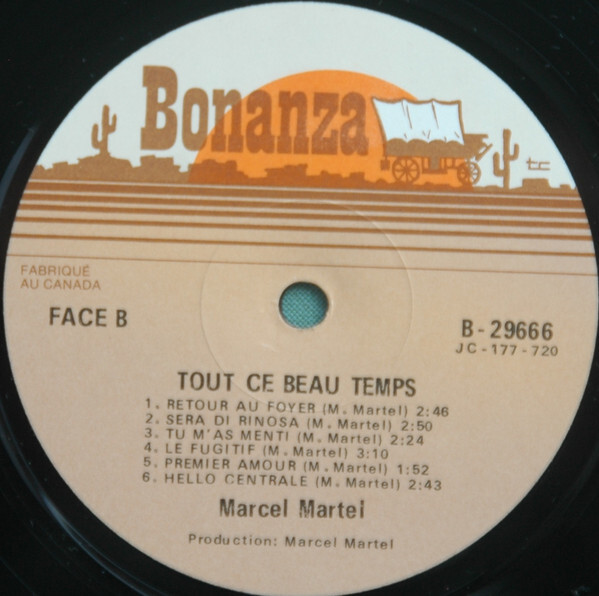 Bonanza
tc
FABRIQUÉ
AU CANADA
FACE B
B-29666
JC-177-720
TOUT CE BEAU TEMPS
1. RETOUR AU FOYER (M. Martel) 2:46
2. SERA DI RINOSA (M. Martel) 2:50
3. TU M'AS MENTI (M. Martel) 2:24
4. LE FUGITIF (M. Martel) 3:10
5. PREMIER AMOUR (M. Martel) 1:52
6. HELLO CENTRALE (M. Martel) 2:43
Marcel Martel
Production: Marcel Martel